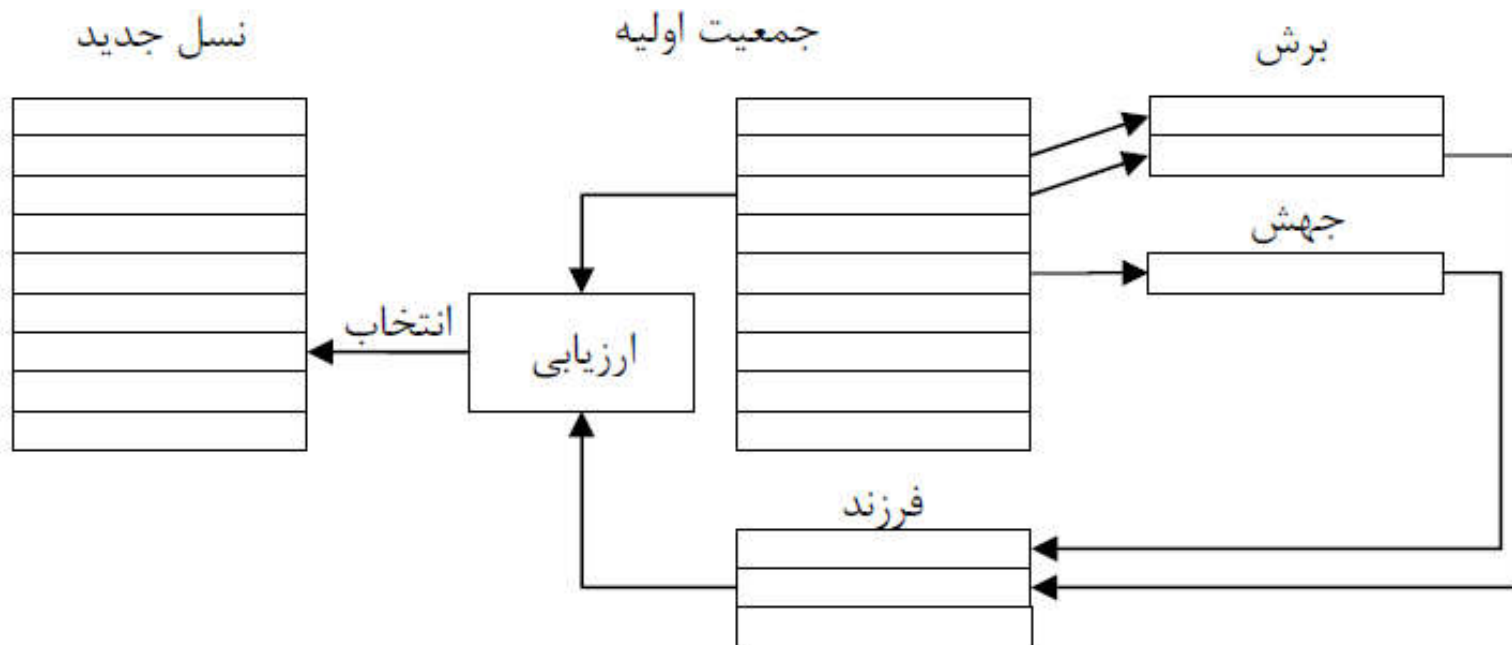 برش
جمعیت اولیه
نسل جدید
جهش
انتخاب
ارزیابی
فرزند